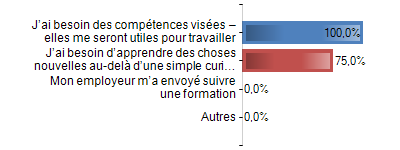 J'ai besoin des compétences visées –
elles me seront utiles pour travailler
100,0%
J'ai besoin d'apprendre des choses
nouvelles au-delà d'une simple curi...
75,0%
Mon employeur m'a envoyé suivre
une formation
0,0%
Autres
0,0%